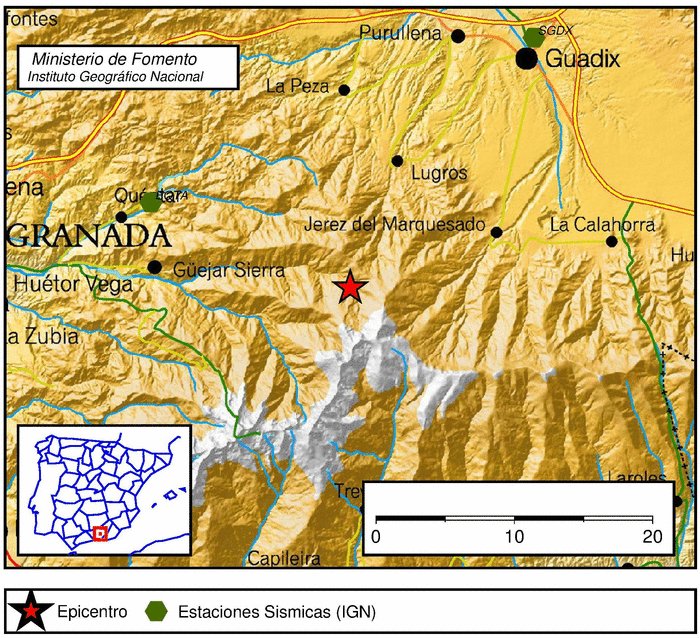 fontes
Purullena
SGDX
Guadix
Ministerio de Fomento
Instituto Geográfico Nacional
La Peza
Lugros
ena
Quéntar
GRANADA
Jerez del Marquesado
La Calahorra
Hu
Güejar Sierra
Huétor Vega
a Zubia
Laroles
Trev
Capileira
0 10 20
Epicentro
Estaciones Sismicas (IGN)